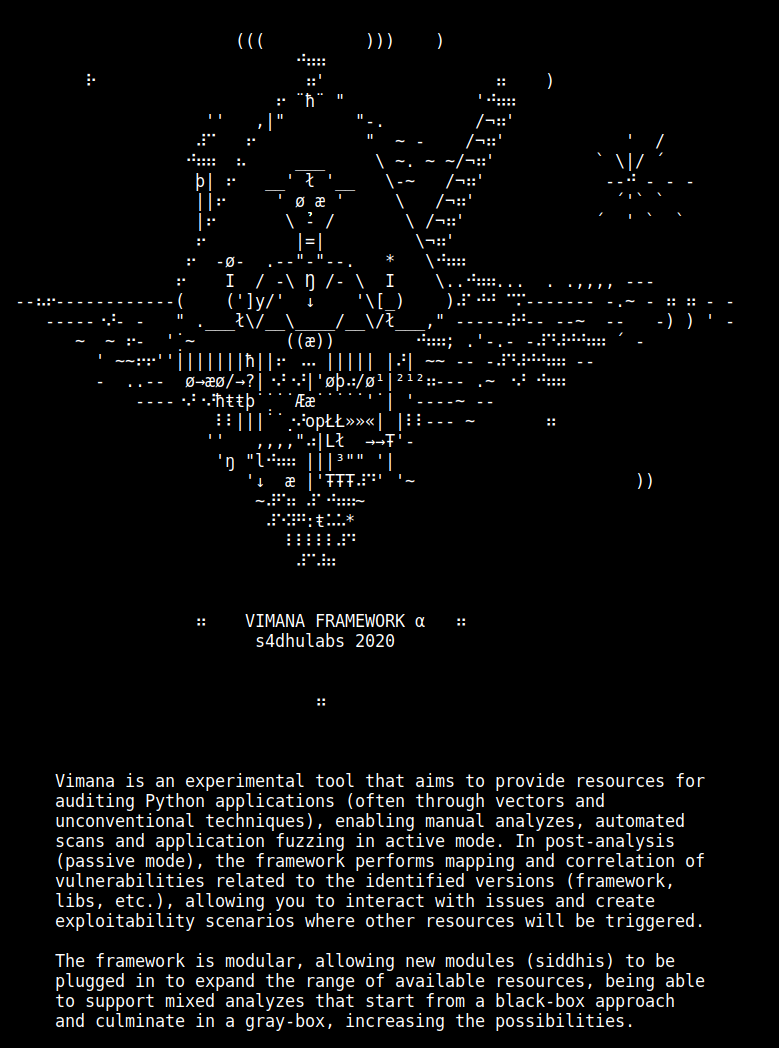 VIMANA FRAMEWORK α
s4dhulabs 2020
Vimana is an experimental tool that aims to provide resources for
auditing Python applications (often through vectors and
unconventional techniques), enabling manual analyzes, automated
scans and application fuzzing in active mode. In post-analysis
(passive mode), the framework performs mapping and correlation of
vulnerabilities related to the identified versions (framework,
libs, etc.), allowing you to interact with issues and create
exploitability scenarios where other resources will be triggered.
The framework is modular, allowing new modules (siddhis) to be
plugged in to expand the range of available resources, being able
to support mixed analyzes that start from a black-box approach
and culminate in a gray-box, increasing the possibilities.